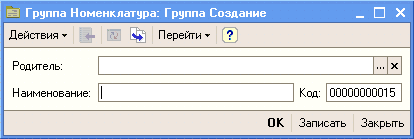 Группа Номенклатура: Группа Создание
Действия Перейти ?
Родитель: ... ×
Наименование: Код: 00000000015
OK Записать Закрыть